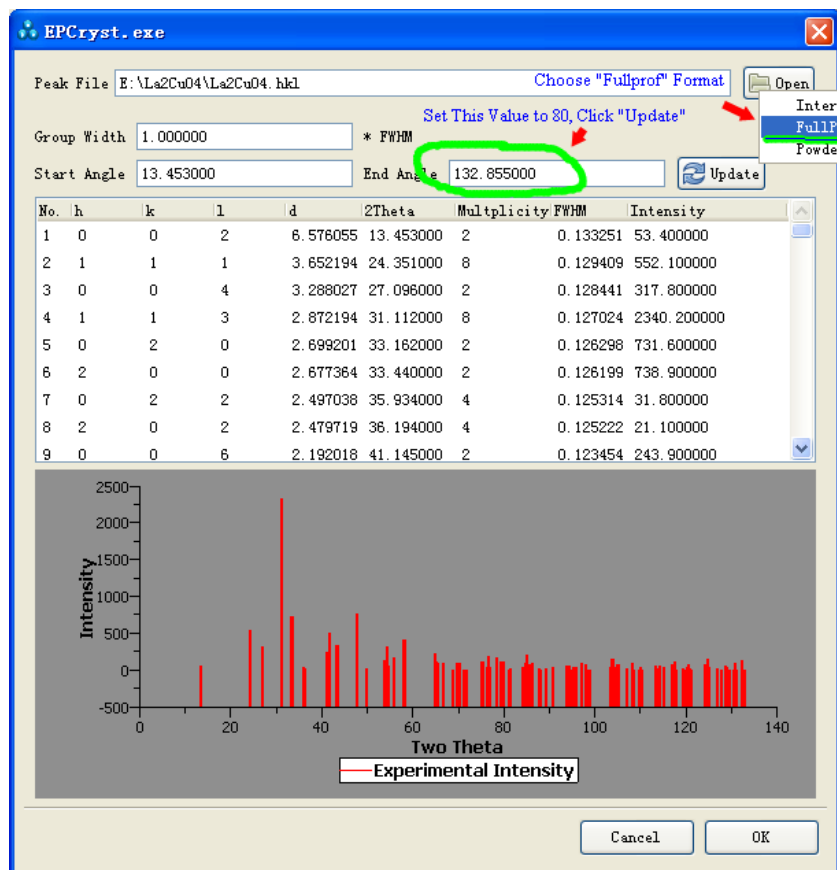 EPCryst.exe
Peak File E:\La2CuO4\La2CuO4.hkl Choose "Fullprof" Format Open
Set This Value to 80, Click "Update"
Group Width 1.000000 * FWHM
Start Angle 13.453000 End Angle 132.855000 Update
No. h k l d 2Theta Multplicity FWHM Intensity
1 0 0 2 6.576055 13.453000 2 0.133251 53.400000
2 1 1 1 3.652194 24.351000 8 0.129409 552.100000
3 0 0 4 3.288027 27.096000 2 0.128441 317.800000
4 1 1 3 2.872194 31.112000 8 0.127024 2340.200000
5 0 2 0 2.699201 33.162000 2 0.126298 731.600000
6 2 0 0 2.677364 33.440000 2 0.126199 738.900000
7 0 2 2 2.497038 35.934000 4 0.125314 31.800000
8 2 0 2 2.479719 36.194000 4 0.125222 21.100000
9 0 0 6 2.192018 41.145000 2 0.123454 243.900000
2500
2000
1500
1000
500
0
-500
Intensity
0 20 40 60 80 100 120 140
Two Theta
Experimental Intensity
Cancel OK